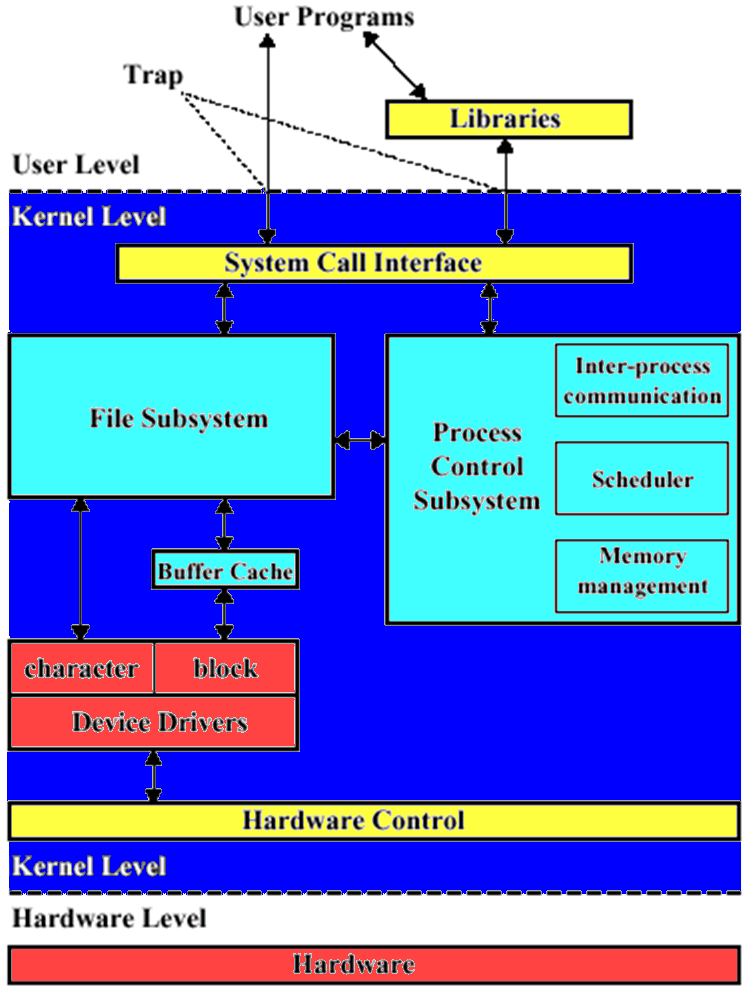 User Programs
Trap
Libraries
User Level
Kernel Level
System Call Interface
File Subsystem
Process
Control
Subsystem
Inter-process
communication
Scheduler
Memory
management
Buffer Cache
character
block
Device Drivers
Hardware Control
Kernel Level
Hardware Level
Hardware